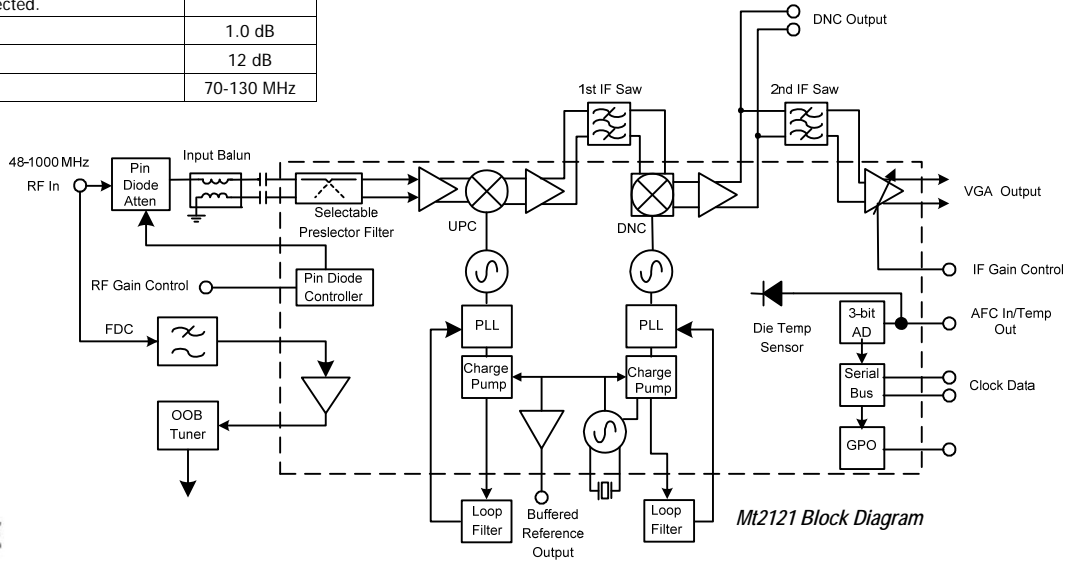 ected.
1.0 dB
12 dB
70-130 MHz
DNC Output
1st IF Saw
2nd IF Saw
48-1000 MHz
RF In
Pin
Diode
Atten
Input Balun
Selectable
Preslector Filter
UPC
DNC
VGA Output
RF Gain Control
Pin Diode
Controller
IF Gain Control
FDC
PLL
PLL
Die Temp
Sensor
3-bit
AD
AFC In/Temp
Out
Charge
Pump
Charge
Pump
Serial
Bus
Clock Data
OOB
Tuner
GPO
Loop
Filter
Buffered
Reference
Output
Loop
Filter
Mt2121 Block Diagram